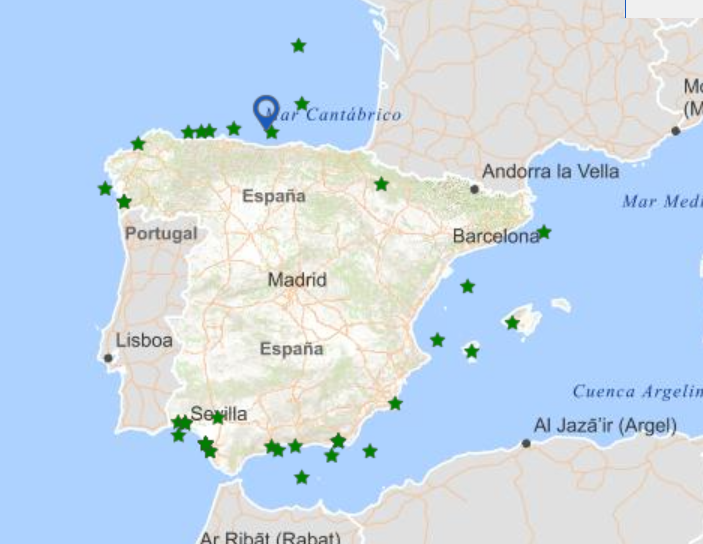 Mar Cantábrico
Andorra la Vella
España
Mar Medi
Portugal
Barcelona
Madrid
Lisboa
España
Cuenca Argelin
Sevilla
Al Jazā'ir (Argel)
Ar Ribāt (Rabat)